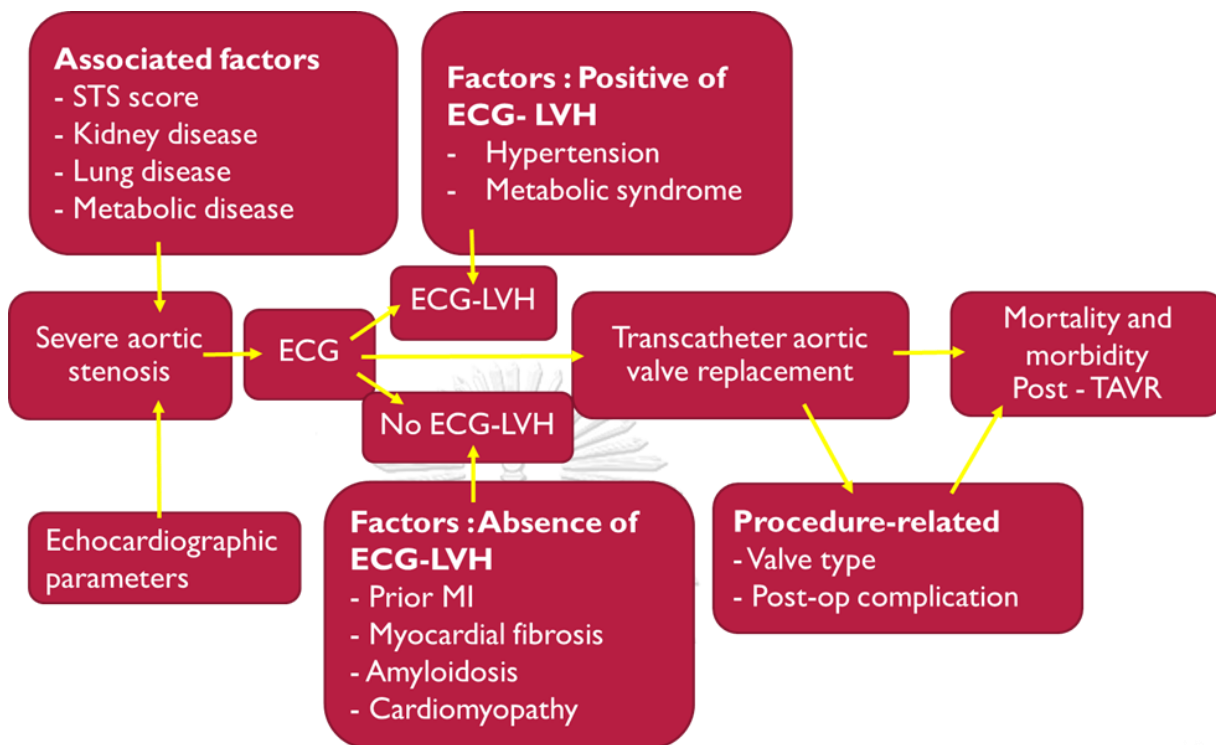 Associated factors
- STS score
- Kidney disease
- Lung disease
- Metabolic disease
Factors : Positive of
ECG- LVH
- Hypertension
- Metabolic syndrome
Severe aortic
stenosis
ECG
ECG-LVH
No ECG-LVH
Transcatheter aortic
valve replacement
Mortality and
morbidity
Post - TAVR
Echocardiographic
parameters
Factors : Absence of
ECG-LVH
- Prior MI
- Myocardial fibrosis
- Amyloidosis
- Cardiomyopathy
Procedure-related
- Valve type
- Post-op complication